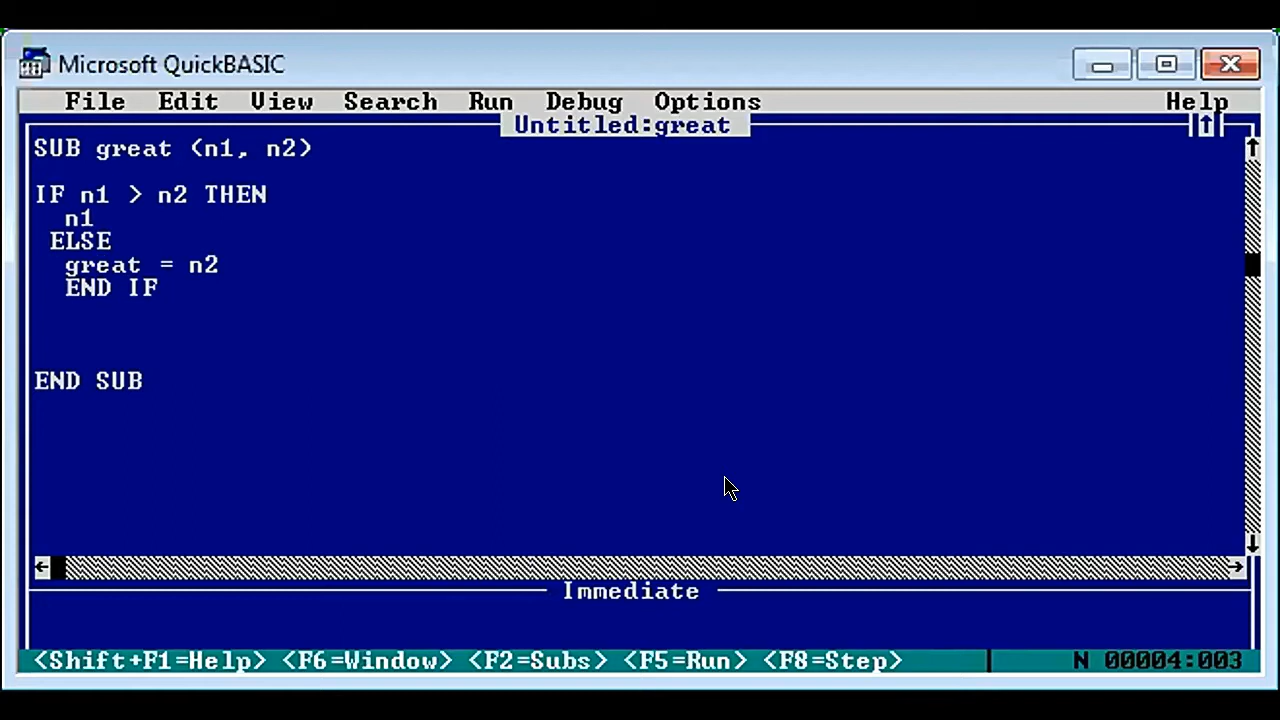 Microsoft QuickBASIC
File Edit View Search Run Debug Options Help
Untitled:great
SUB great (n1, n2)
IF n1 > n2 THEN
n1
ELSE
great = n2
END IF
END SUB
Immediate
<Shift+F1=Help> <F6=Window> <F2=Subs> <F5=Run> <F8=Step> N 00004:003